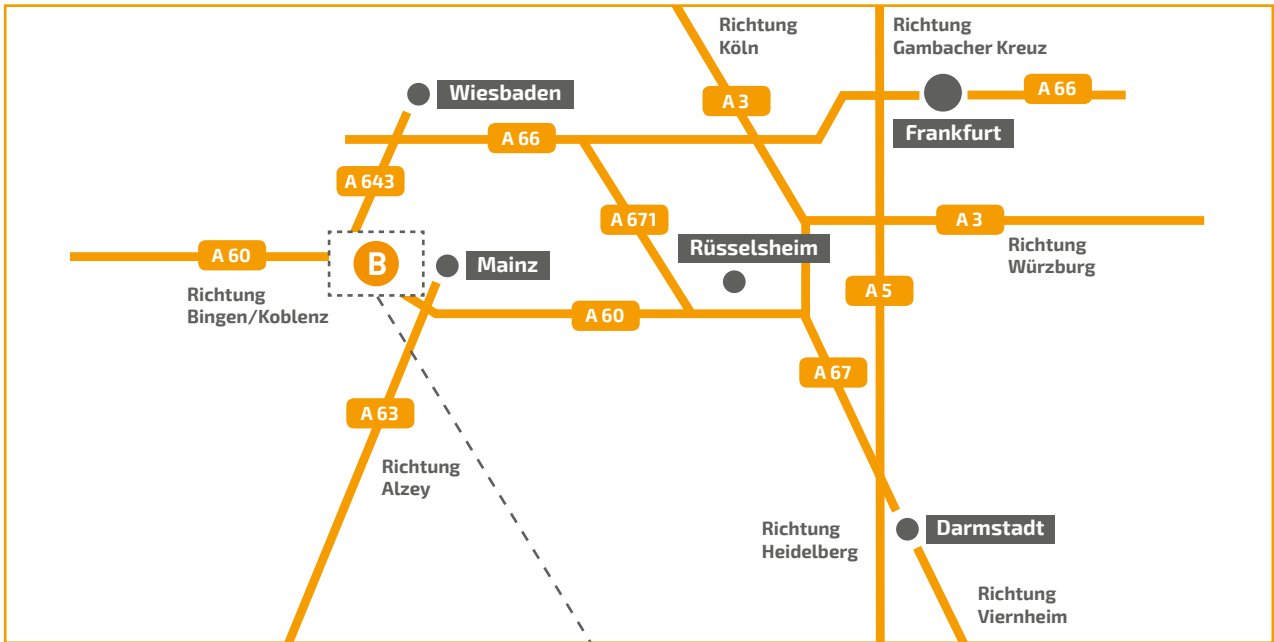 Richtung
Köln
Richtung
Gambacher Kreuz
Wiesbaden
A 3
A 66
Frankfurt
A 66
A 643
A 671
A 3
Rüsselsheim
Richtung
Würzburg
A 60
B
Mainz
Richtung
Bingen/Koblenz
A 5
A 60
A 67
A 63
Richtung
Alzey
Richtung
Heidelberg
Darmstadt
Richtung
Viernheim